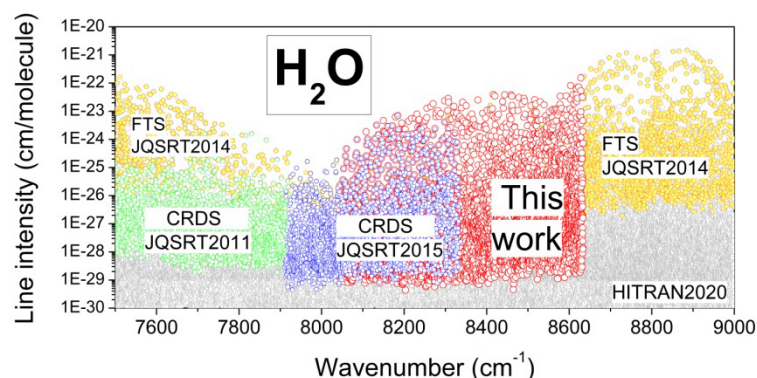 Line intensity (cm/molecule)
1E-20
1E-21
1E-22
1E-23
1E-24
1E-25
1E-26
1E-27
1E-28
1E-29
1E-30
H₂O
FTS
JQSRT2014
CRDS
JQSRT2011
CRDS
JQSRT2015
This
work
FTS
JQSRT2014
HITRAN2020
7600 7800 8000 8200 8400 8600 8800 9000
Wavenumber (cm⁻¹)